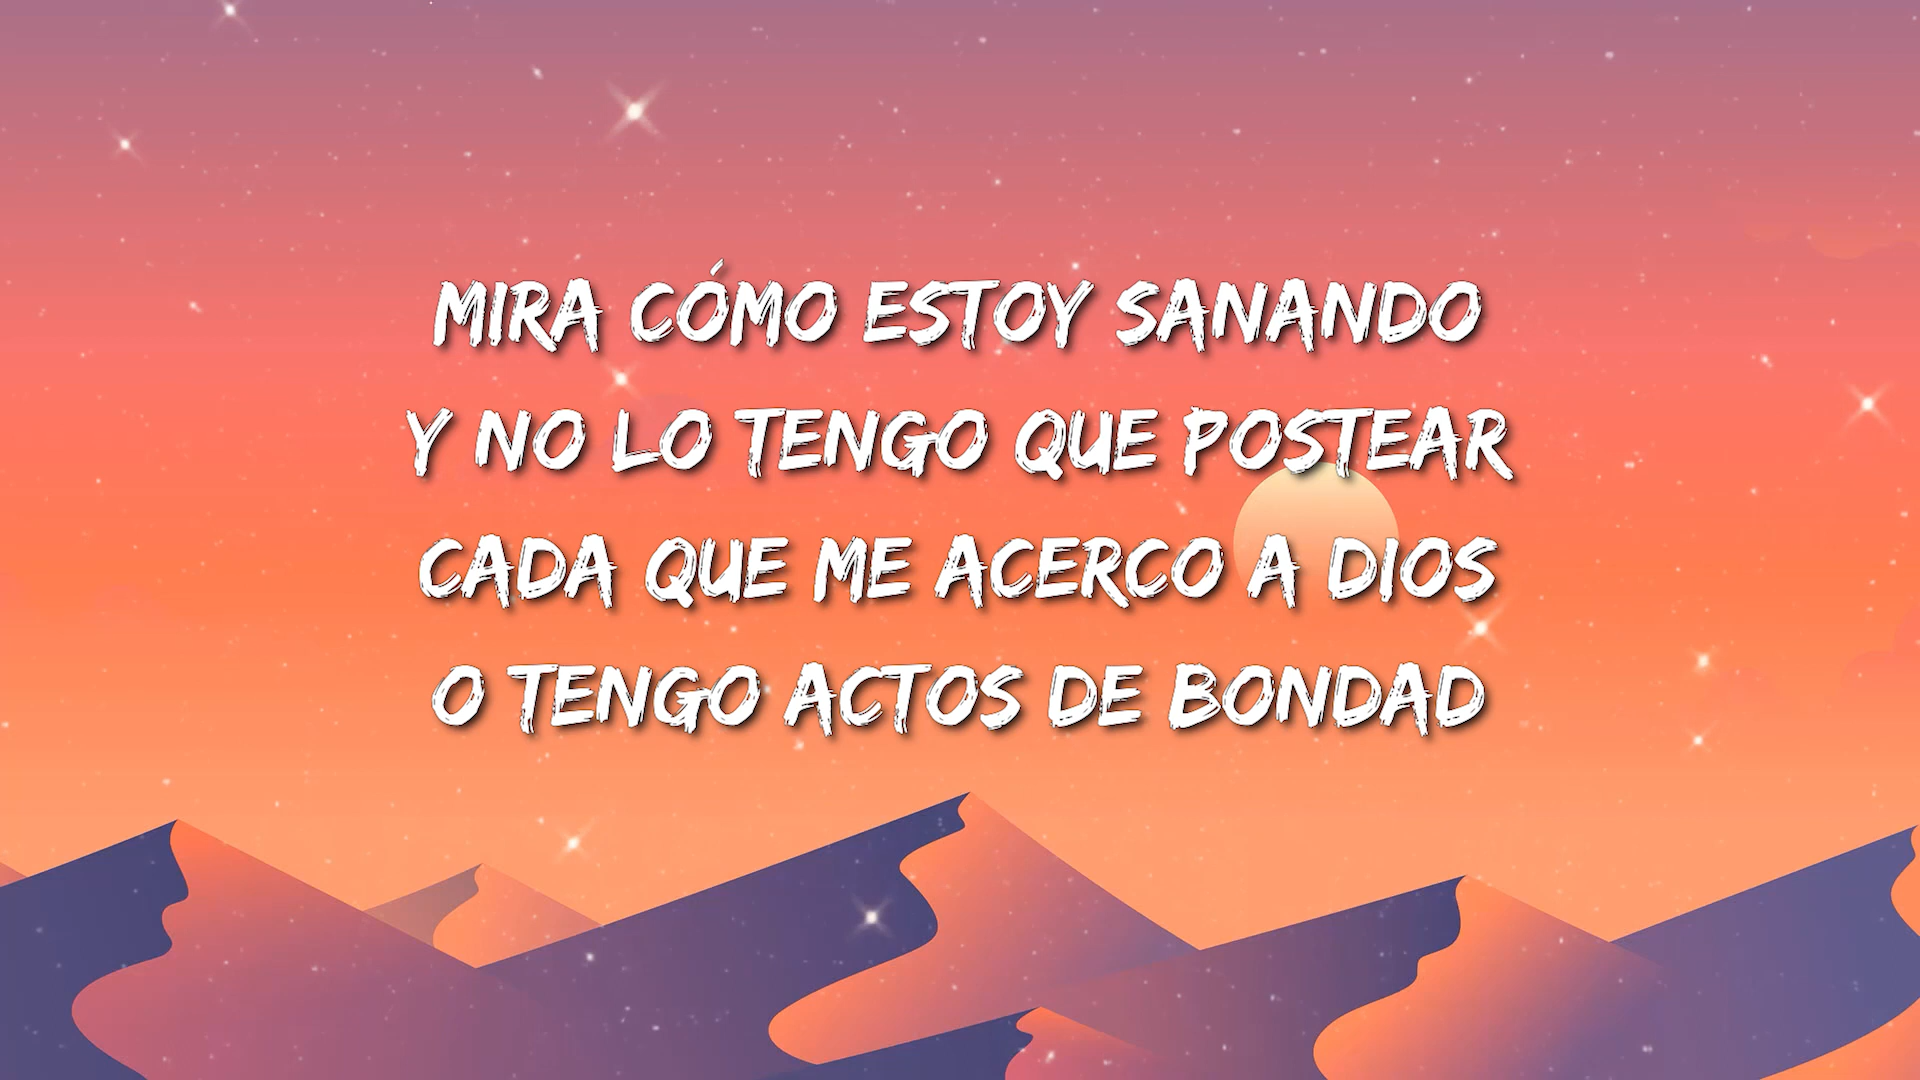 MIRA CÓMO ESTOY SANANDO
Y NO LO TENGO QUE POSTEAR
CADA QUE ME ACERCO A DIOS
O TENGO ACTOS DE BONDAD